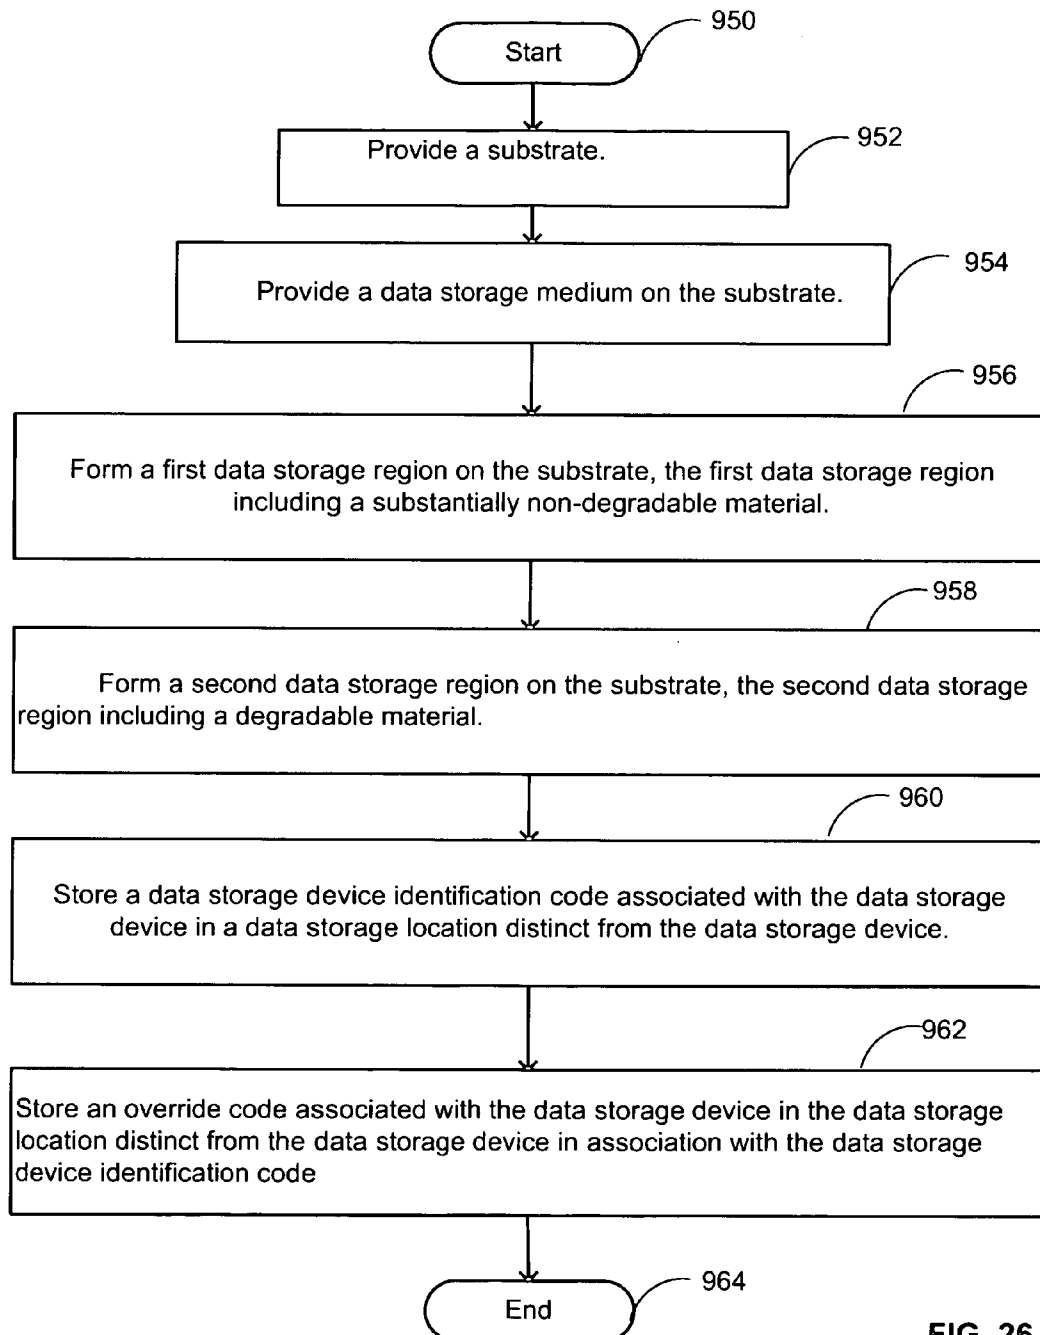 Start
950
Provide a substrate.
952
Provide a data storage medium on the substrate.
954
956
Form a first data storage region on the substrate, the first data storage region
including a substantially non-degradable material.
958
Form a second data storage region on the substrate, the second data storage
region including a degradable material.
960
Store a data storage device identification code associated with the data storage
device in a data storage location distinct from the data storage device.
962
Store an override code associated with the data storage device in the data storage
location distinct from the data storage device in association with the data storage
device identification code
End
964
FIG. 26